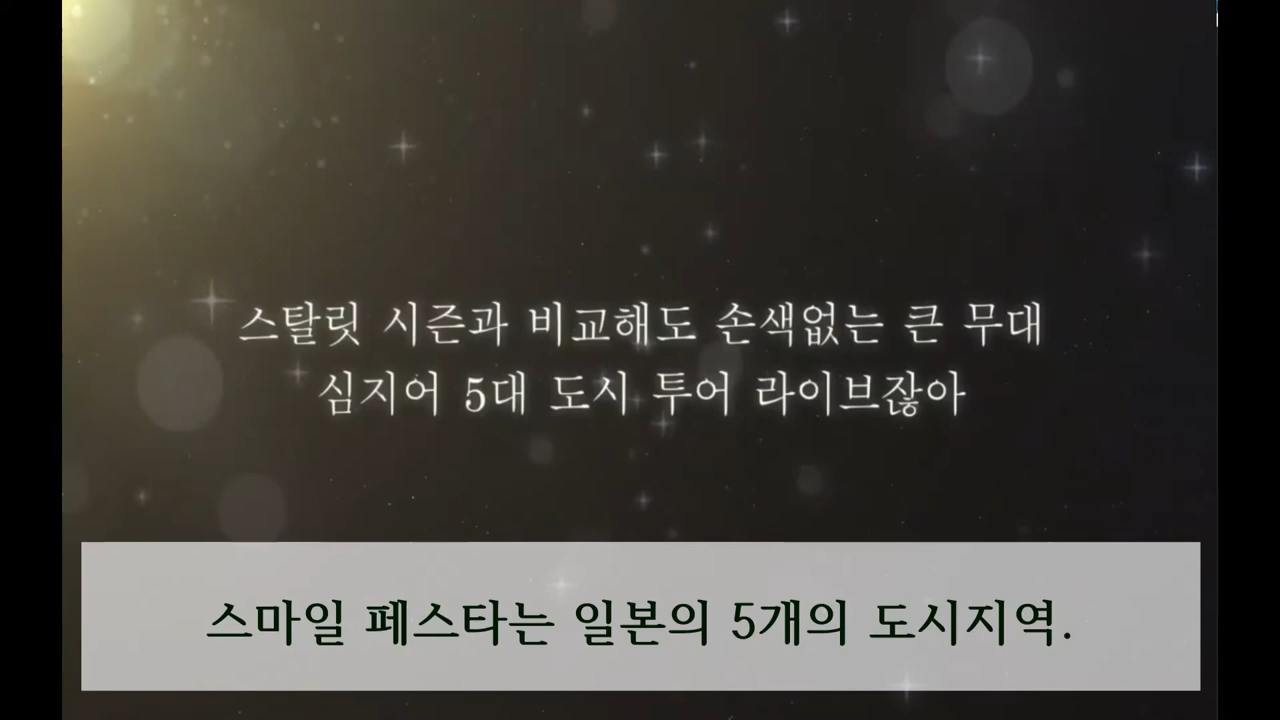 스탈릿 시즌과 비교해도 손색없는 큰 무대
심지어 5대 도시 투어 라이브잖아
스마일 페스타는 일본의 5개의 도시지역.